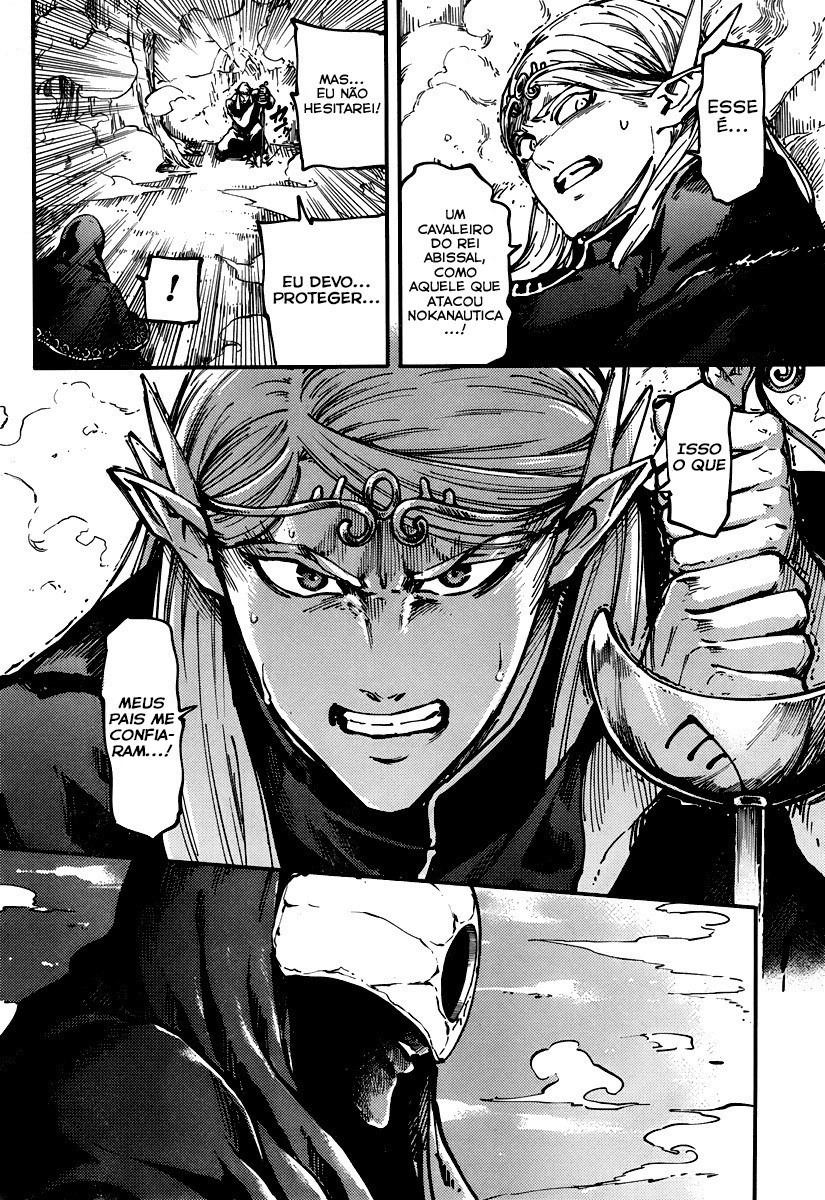 ESSE
É...
UM
CAVALEIRO
DO REI
ABISSAL,
COMO
AQUELE QUE
ATACOU
NOKANAUTICA
...!
MAS...
EU NÃO
HESITAREI!
EU DEVO...
PROTEGER...
!
ISSO
O QUE
MEUS
PAIS ME
CONFIA-
RAM...!